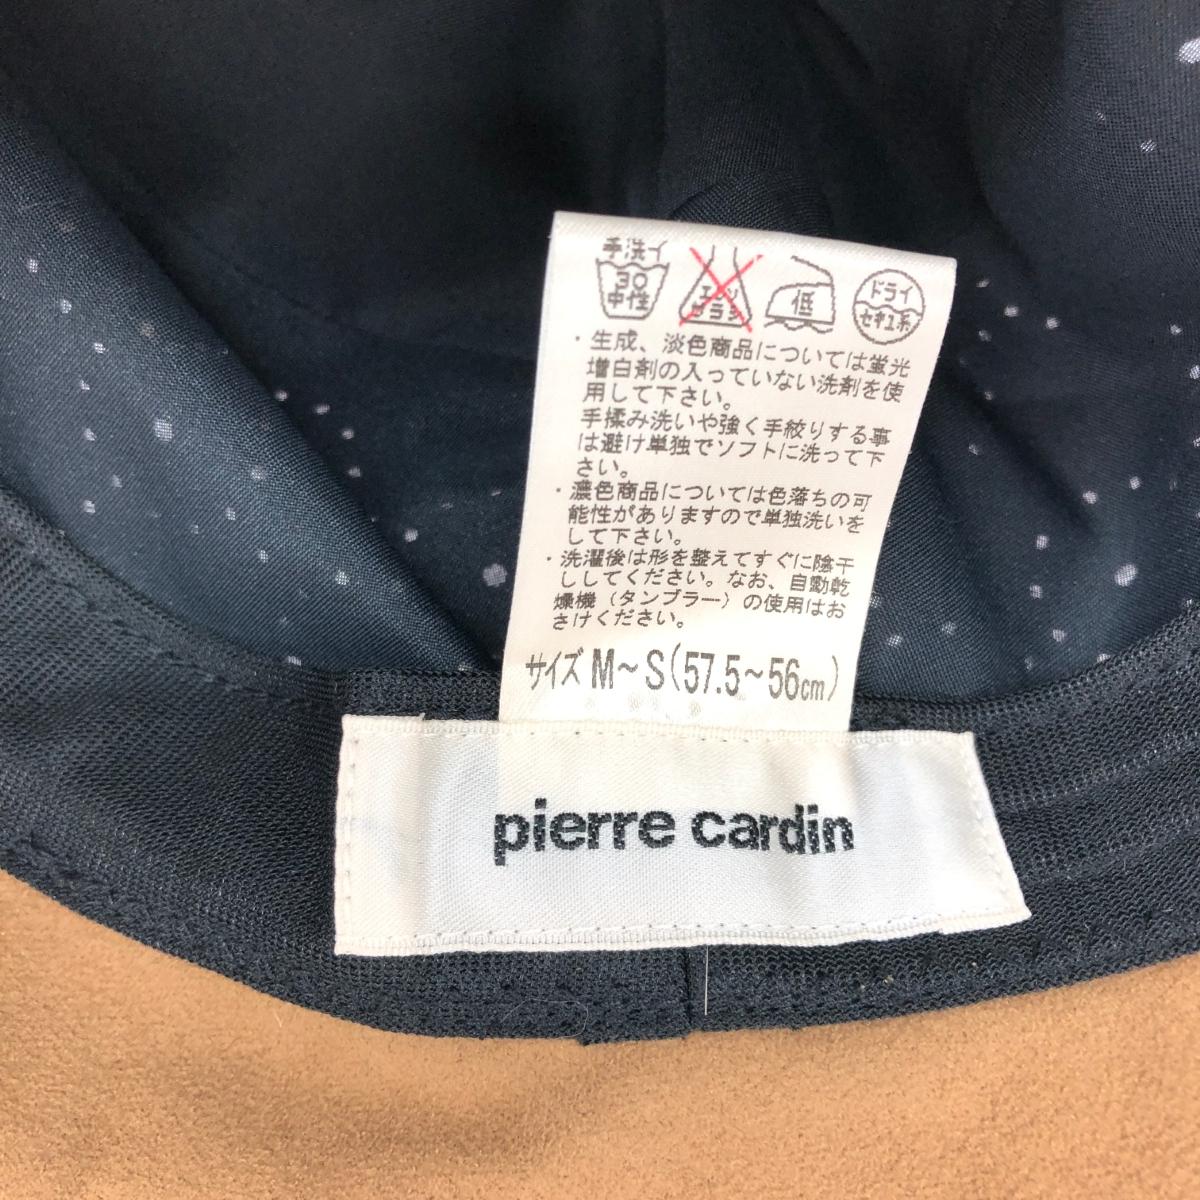 手洗イ
30
中性
エンソ
サラシ
低
ドライ
セキユ系
・生成、淡色商品については蛍光
増白剤の入っていない洗剤を使
用して下さい。
手揉み洗いや強く手絞りする事
は避け単独でソフトに洗って下
さい。
・濃色商品については色落ちの可
能性がありますので単独洗いを
して下さい。
・洗濯後は形を整えてすぐに陰干
ししてください。なお、自動乾
燥機（タンブラー）の使用はお
さけください。
サイズ M～S(57.5～56cm)
pierre cardin